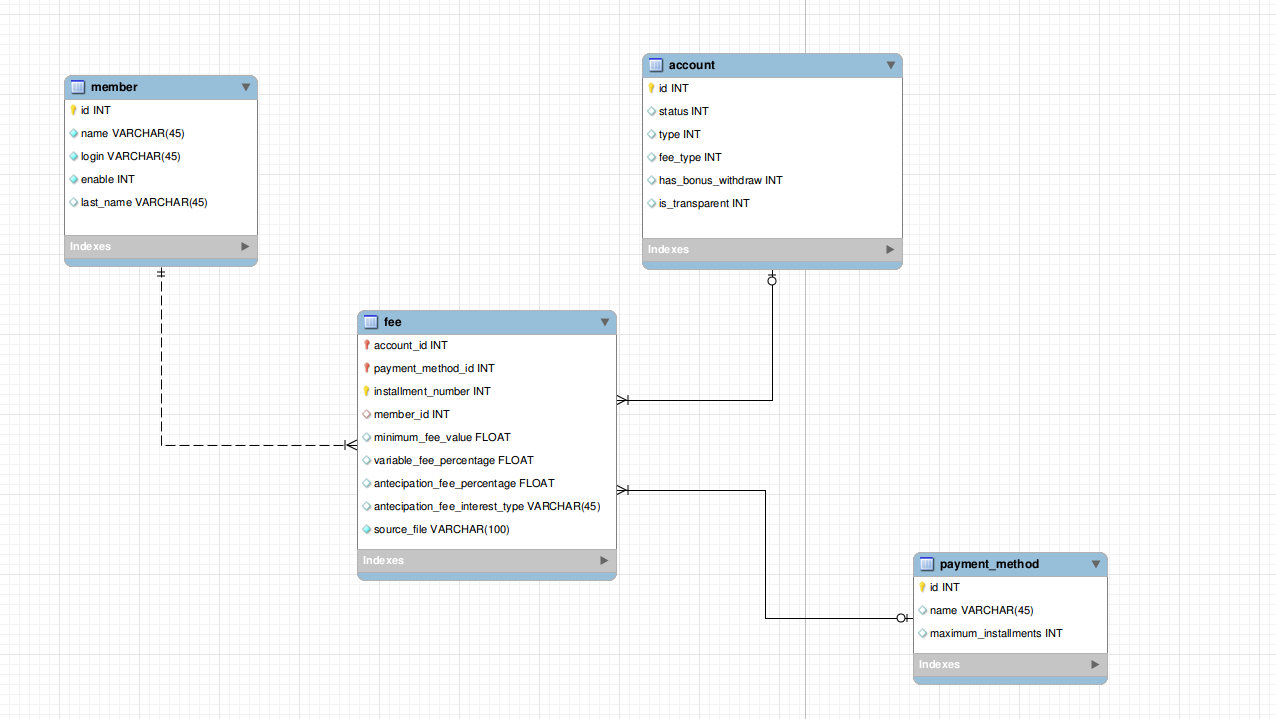 member
id INT
name VARCHAR(45)
login VARCHAR(45)
enable INT
last_name VARCHAR(45)
Indexes
account
id INT
status INT
type INT
fee_type INT
has_bonus_withdraw INT
is_transparent INT
Indexes
fee
account_id INT
payment_method_id INT
installment_number INT
member_id INT
minimum_fee_value FLOAT
variable_fee_percentage FLOAT
antecipation_fee_percentage FLOAT
antecipation_fee_interest_type VARCHAR(45)
source_file VARCHAR(100)
Indexes
payment_method
id INT
name VARCHAR(45)
maximum_installments INT
Indexes